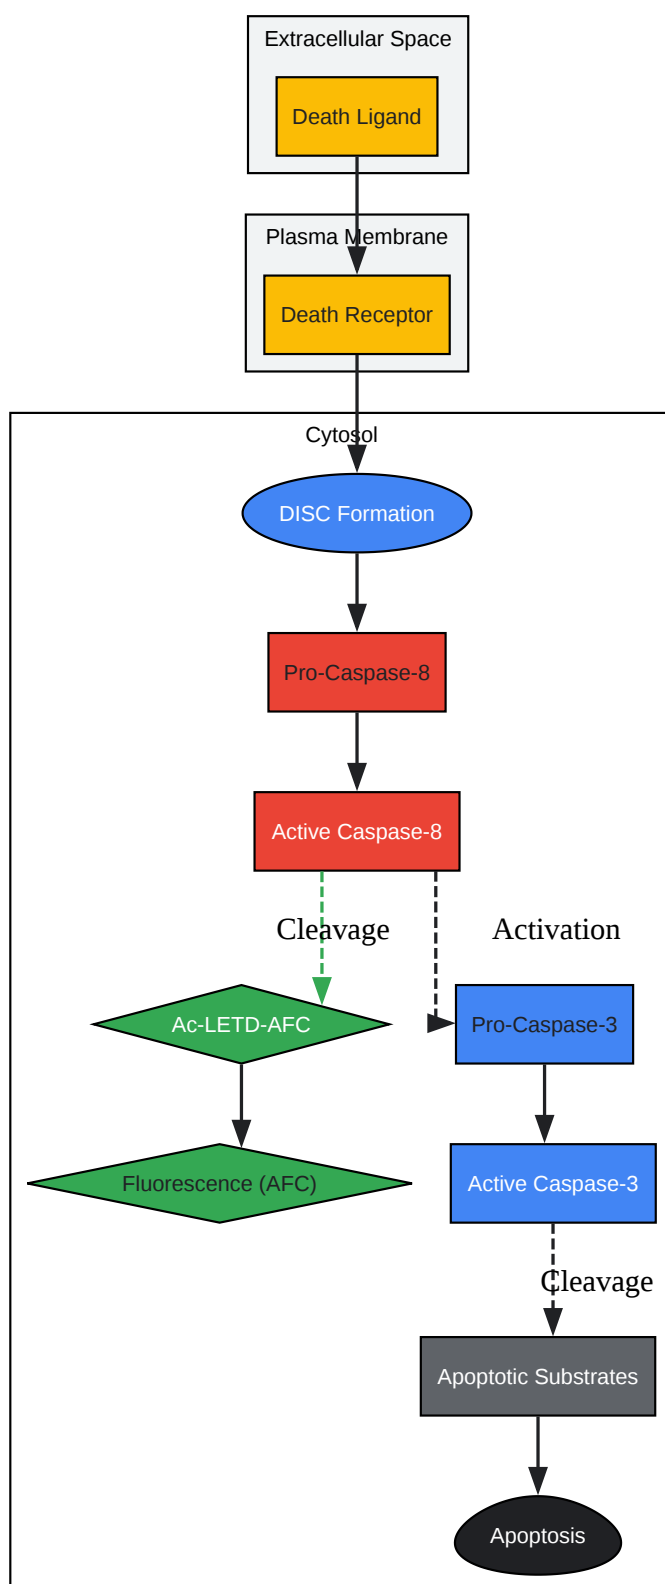 Extracellular Space
Death Ligand
Plasma Membrane
Death Receptor
Cytosol
DISC Formation
Pro-Caspase-8
Active Caspase-8
Cleavage
Activation
Ac-LETD-AFC
Pro-Caspase-3
Fluorescence (AFC)
Active Caspase-3
Cleavage
Apoptotic Substrates
Apoptosis